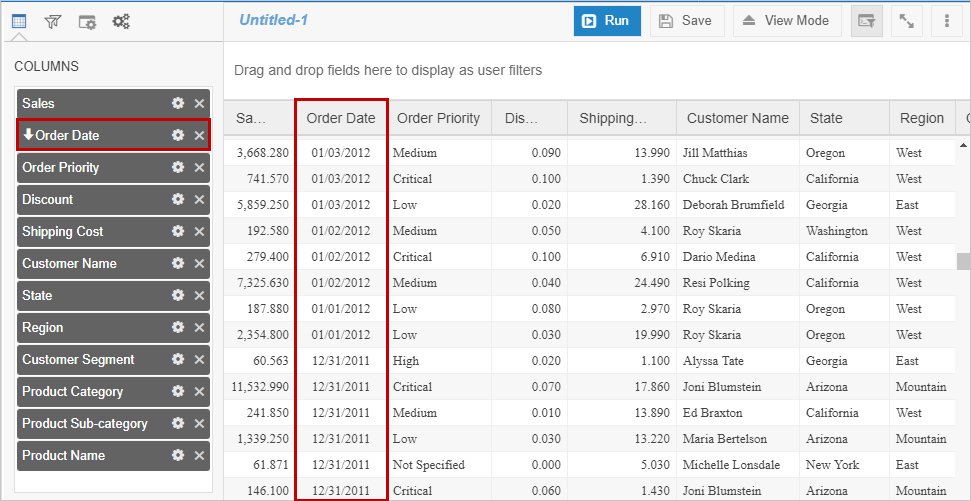 Untitled-1 Run Save View Mode
COLUMNS
Drag and drop fields here to display as user filters
Sales
Order Date
Order Priority
Discount
Shipping Cost
Customer Name
State
Region
Customer Segment
Product Category
Product Sub-category
Product Name
Sa... Order Date Order Priority Dis... Shipping... Customer Name State Region
3,668.280 01/03/2012 Medium 0.090 13.990 Jill Matthias Oregon West
741.570 01/03/2012 Critical 0.100 1.390 Chuck Clark California West
5,859.250 01/03/2012 Low 0.020 28.160 Deborah Brumfield Georgia East
192.580 01/02/2012 Medium 0.050 4.100 Roy Skaria Washington West
279.400 01/02/2012 Critical 0.100 6.910 Dario Medina California West
7,325.630 01/02/2012 Medium 0.040 24.490 Resi Polking California West
187.880 01/01/2012 Low 0.080 2.970 Roy Skaria Oregon West
2,354.800 01/01/2012 Low 0.030 19.990 Roy Skaria Oregon West
60.563 12/31/2011 High 0.020 1.100 Alyssa Tate Georgia East
11,532.990 12/31/2011 Critical 0.070 17.860 Joni Blumstein Arizona Mountain
241.850 12/31/2011 Medium 0.010 13.890 Ed Braxton California West
1,339.250 12/31/2011 Low 0.030 13.220 Maria Bertelson Arizona Mountain
61.871 12/31/2011 Not Specified 0.000 5.030 Michelle Lonsdale New York East
146.100 12/31/2011 Critical 0.060 1.430 Joni Blumstein Arizona Mountain